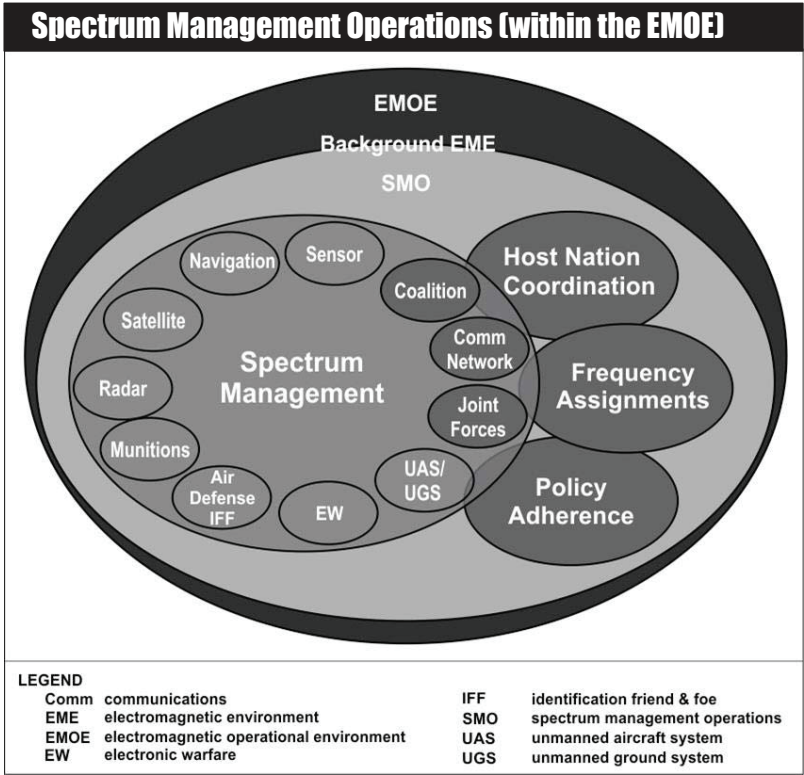 Spectrum Management Operations (within the EMOE)
EMOE
Background EME
SMO
Navigation
Sensor
Coalition
Host Nation
Coordination
Satellite
Comm
Network
Spectrum
Management
Radar
Frequency
Assignments
Joint
Forces
Munitions
Air
Defense
IFF
EW
UAS/
UGS
Policy
Adherence
LEGEND
Comm communications
EME electromagnetic environment
EMOE electromagnetic operational environment
EW electronic warfare
IFF identification friend & foe
SMO spectrum management operations
UAS unmanned aircraft system
UGS unmanned ground system